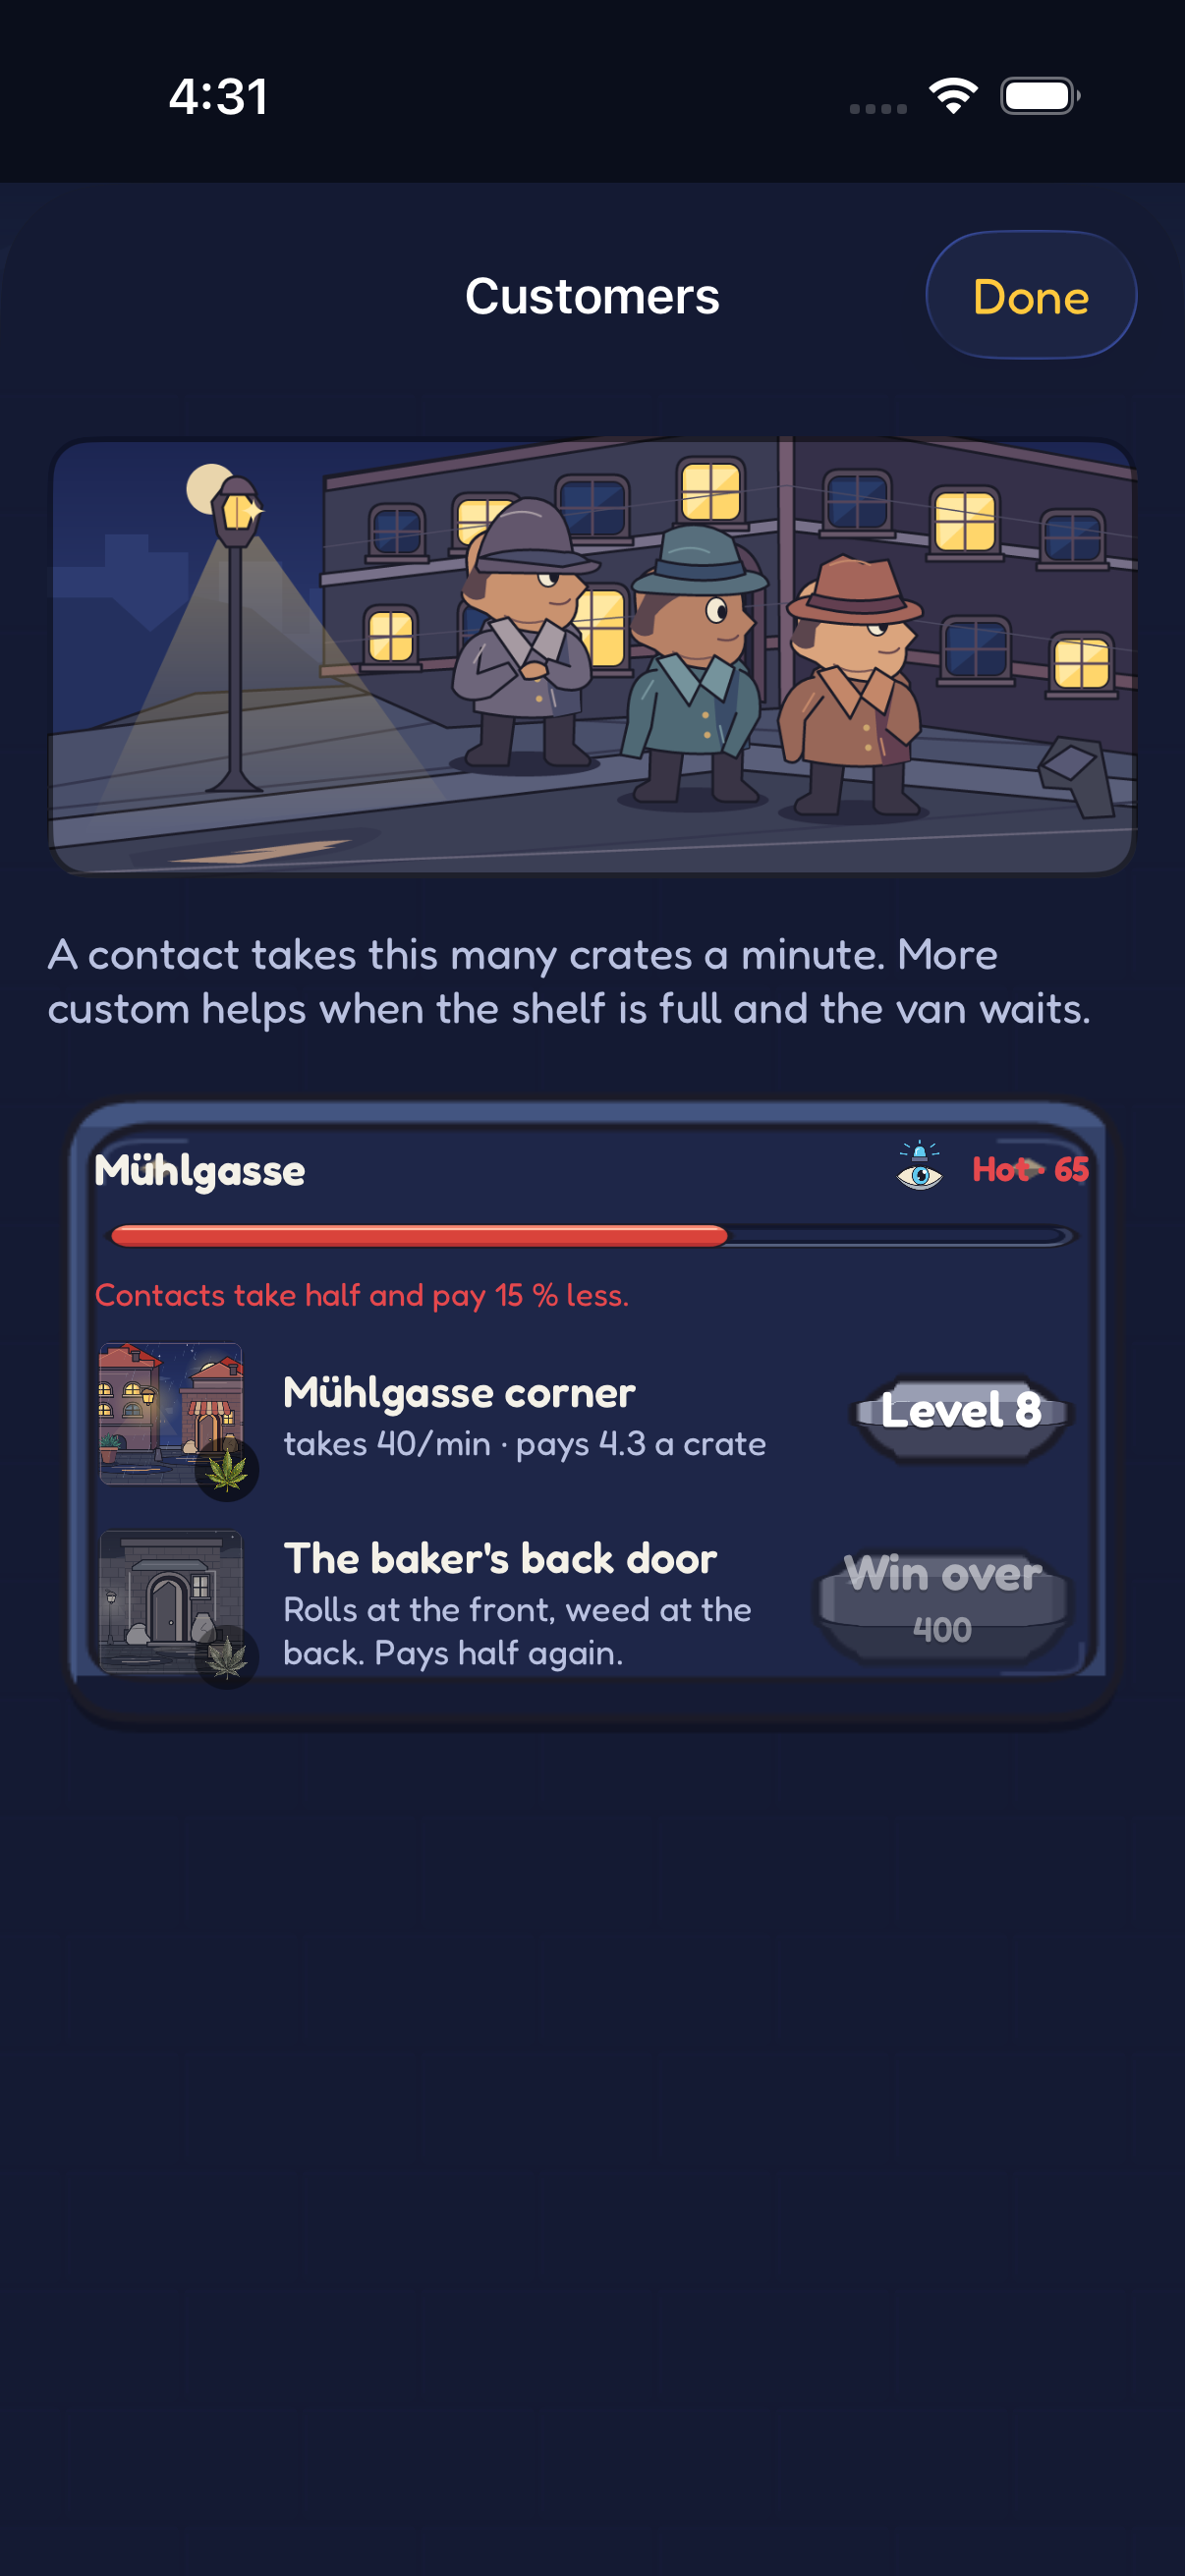 4:31
Customers
Done
A contact takes this many crates a minute. More
custom helps when the shelf is full and the van waits.
Mühlgasse
Hot · 65
Contacts take half and pay 15 % less.
Mühlgasse corner
takes 40/min · pays 4.3 a crate
Level 8
The baker's back door
Rolls at the front, weed at the
back. Pays half again.
Win over
400